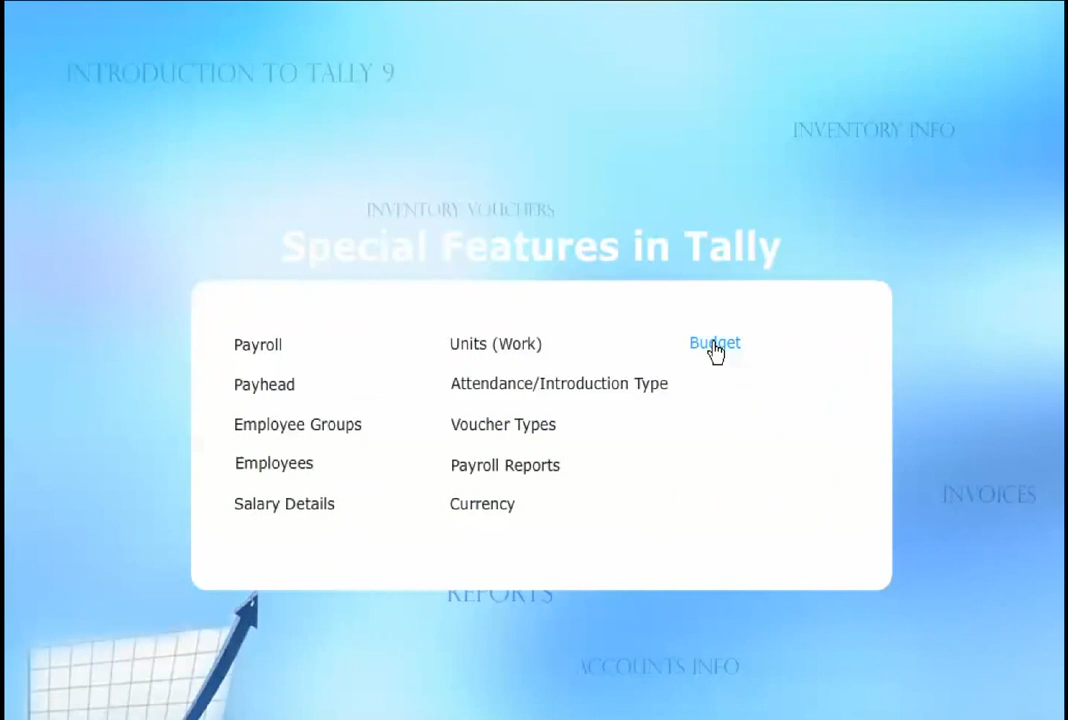 INTRODUCTION TO TALLY 9
INVENTORY INFO
INVENTORY VOUCHERS
Special Features in Tally
Payroll
Payhead
Employee Groups
Employees
Salary Details
Units (Work)
Attendance/Introduction Type
Voucher Types
Payroll Reports
Currency
Budget
INVOICES
REPORTS
ACCOUNTS INFO